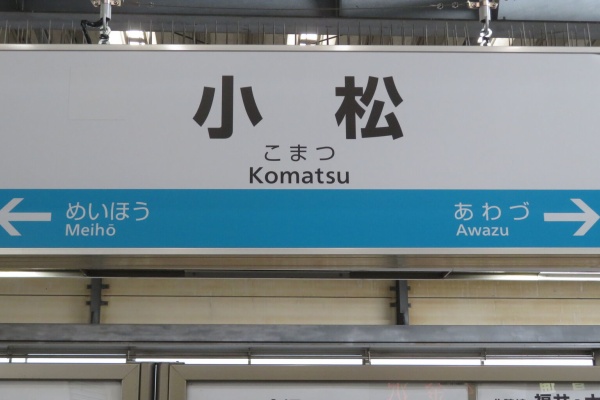 小松
こまつ
Komatsu
めいほう
Meihō
あわづ
Awazu